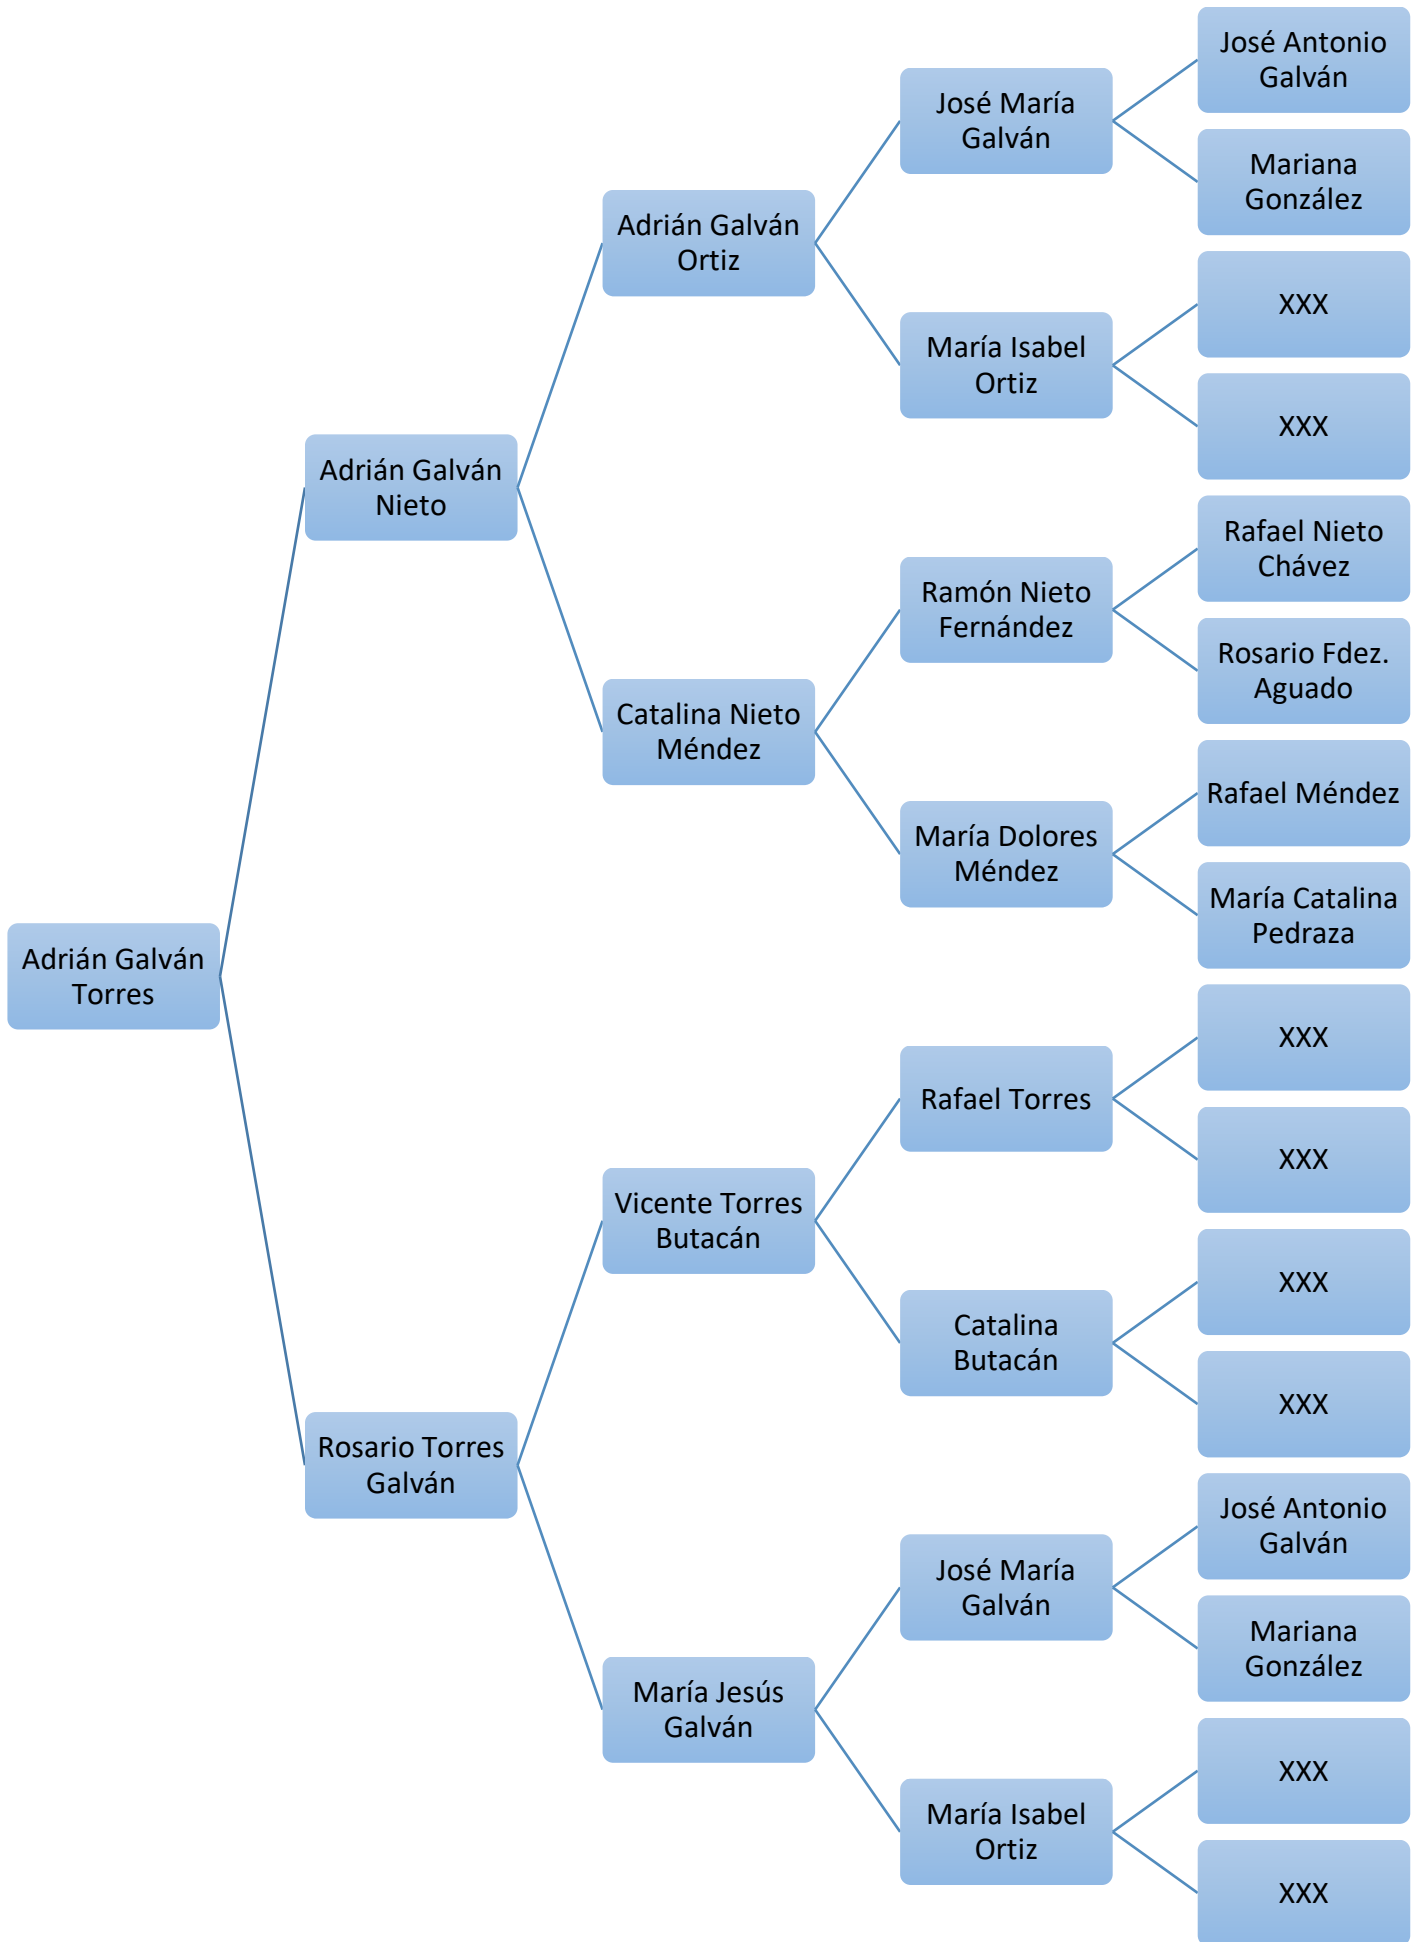 José Antonio
Galván
José María
Galván
Mariana
González
Adrián Galván
Ortiz
XXX
María Isabel
Ortiz
XXX
Adrián Galván
Nieto
Rafael Nieto
Chávez
Ramón Nieto
Fernández
Rosario Fdez.
Aguado
Catalina Nieto
Méndez
Rafael Méndez
María Dolores
Méndez
María Catalina
Pedraza
Adrián Galván
Torres
XXX
Rafael Torres
XXX
Vicente Torres
Butacán
XXX
Catalina
Butacán
XXX
Rosario Torres
Galván
José Antonio
Galván
José María
Galván
Mariana
González
María Jesús
Galván
XXX
María Isabel
Ortiz
XXX